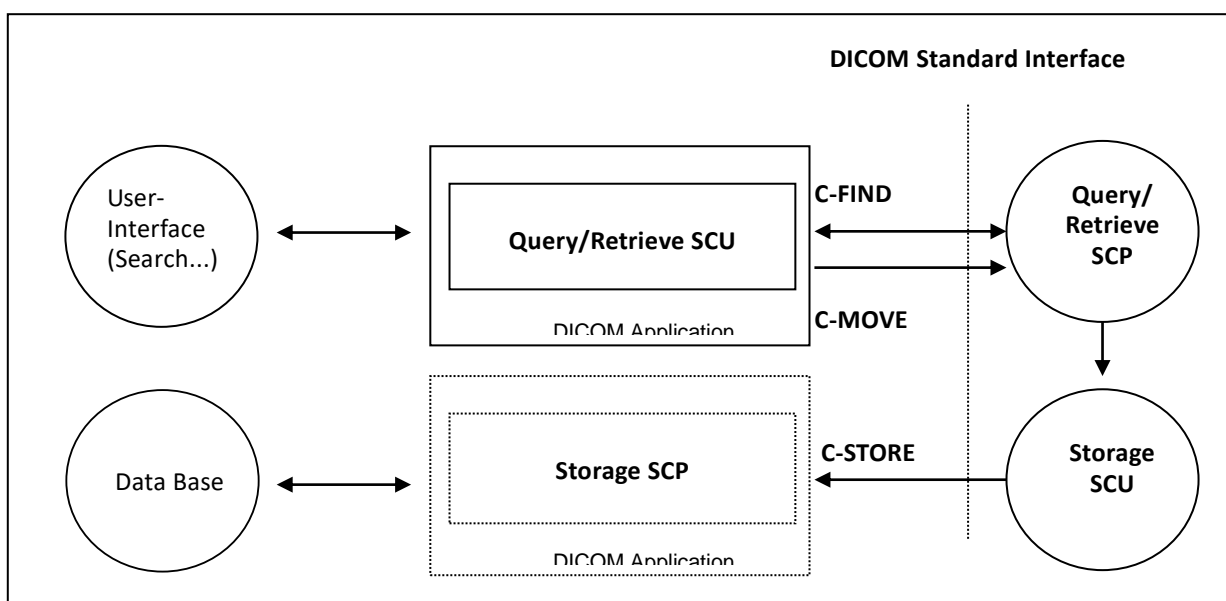 DICOM Standard Interface
User-
Interface
(Search...)
Query/Retrieve SCU
DICOM Application
C-FIND
C-MOVE
Query/
Retrieve
SCP
Data Base
Storage SCP
DICOM Application
C-STORE
Storage
SCU